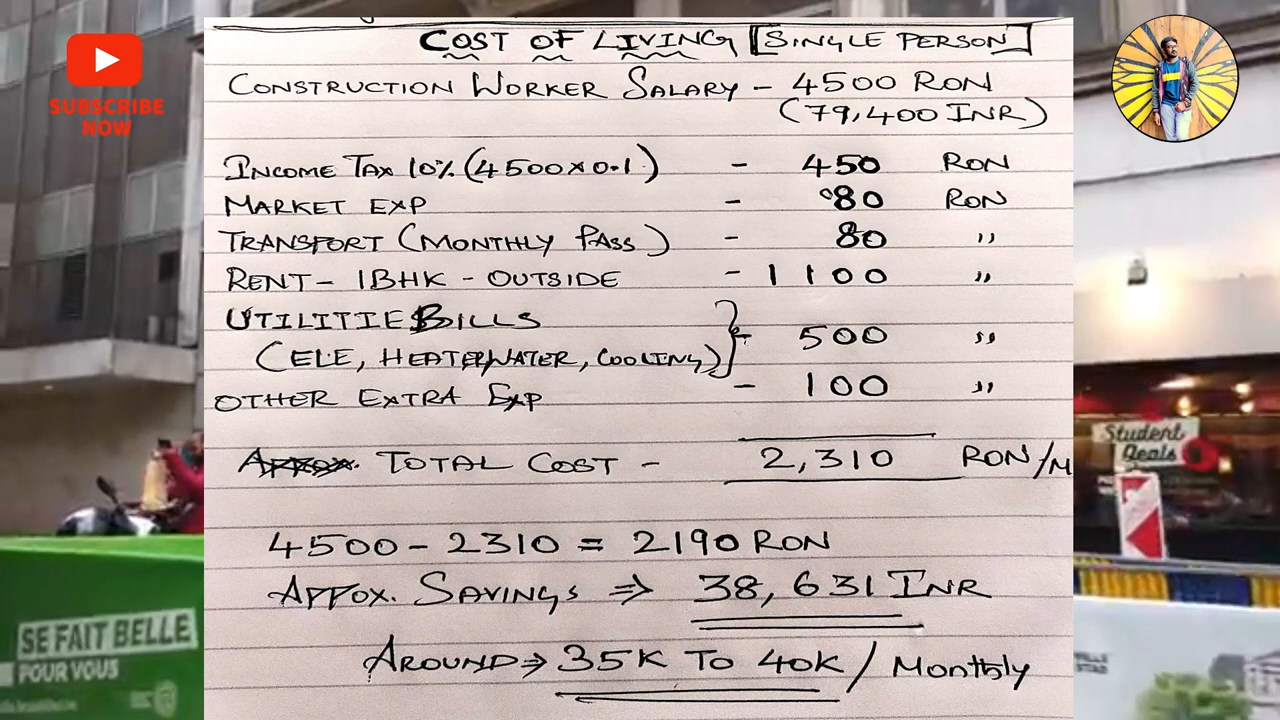 COST OF LIVING [SINGLE PERSON]
CONSTRUCTION WORKER SALARY - 4500 RON
(79,400 INR)
INCOME TAX 10% (4500x0.1) - 450 RON
MARKET EXP - 080 RON
TRANSPORT (MONTHLY PASS) - 80 "
RENT - 1BHK - OUTSIDE - 1100 "
UTILITIE BILLS
(ELE, HEATER, WATER, COOLING) } - 500 "
OTHER EXTRA EXP - 100 "
TOTAL COST - 2,310 RON/M
4500 - 2310 = 2190 RON
APPOX. SAVINGS ⇒ 38,631 INR
AROUND ⇒ 35K TO 40K / Monthly
SUBSCRIBE
NOW
Student
Deals
SE FAIT BELLE
POUR VOUS